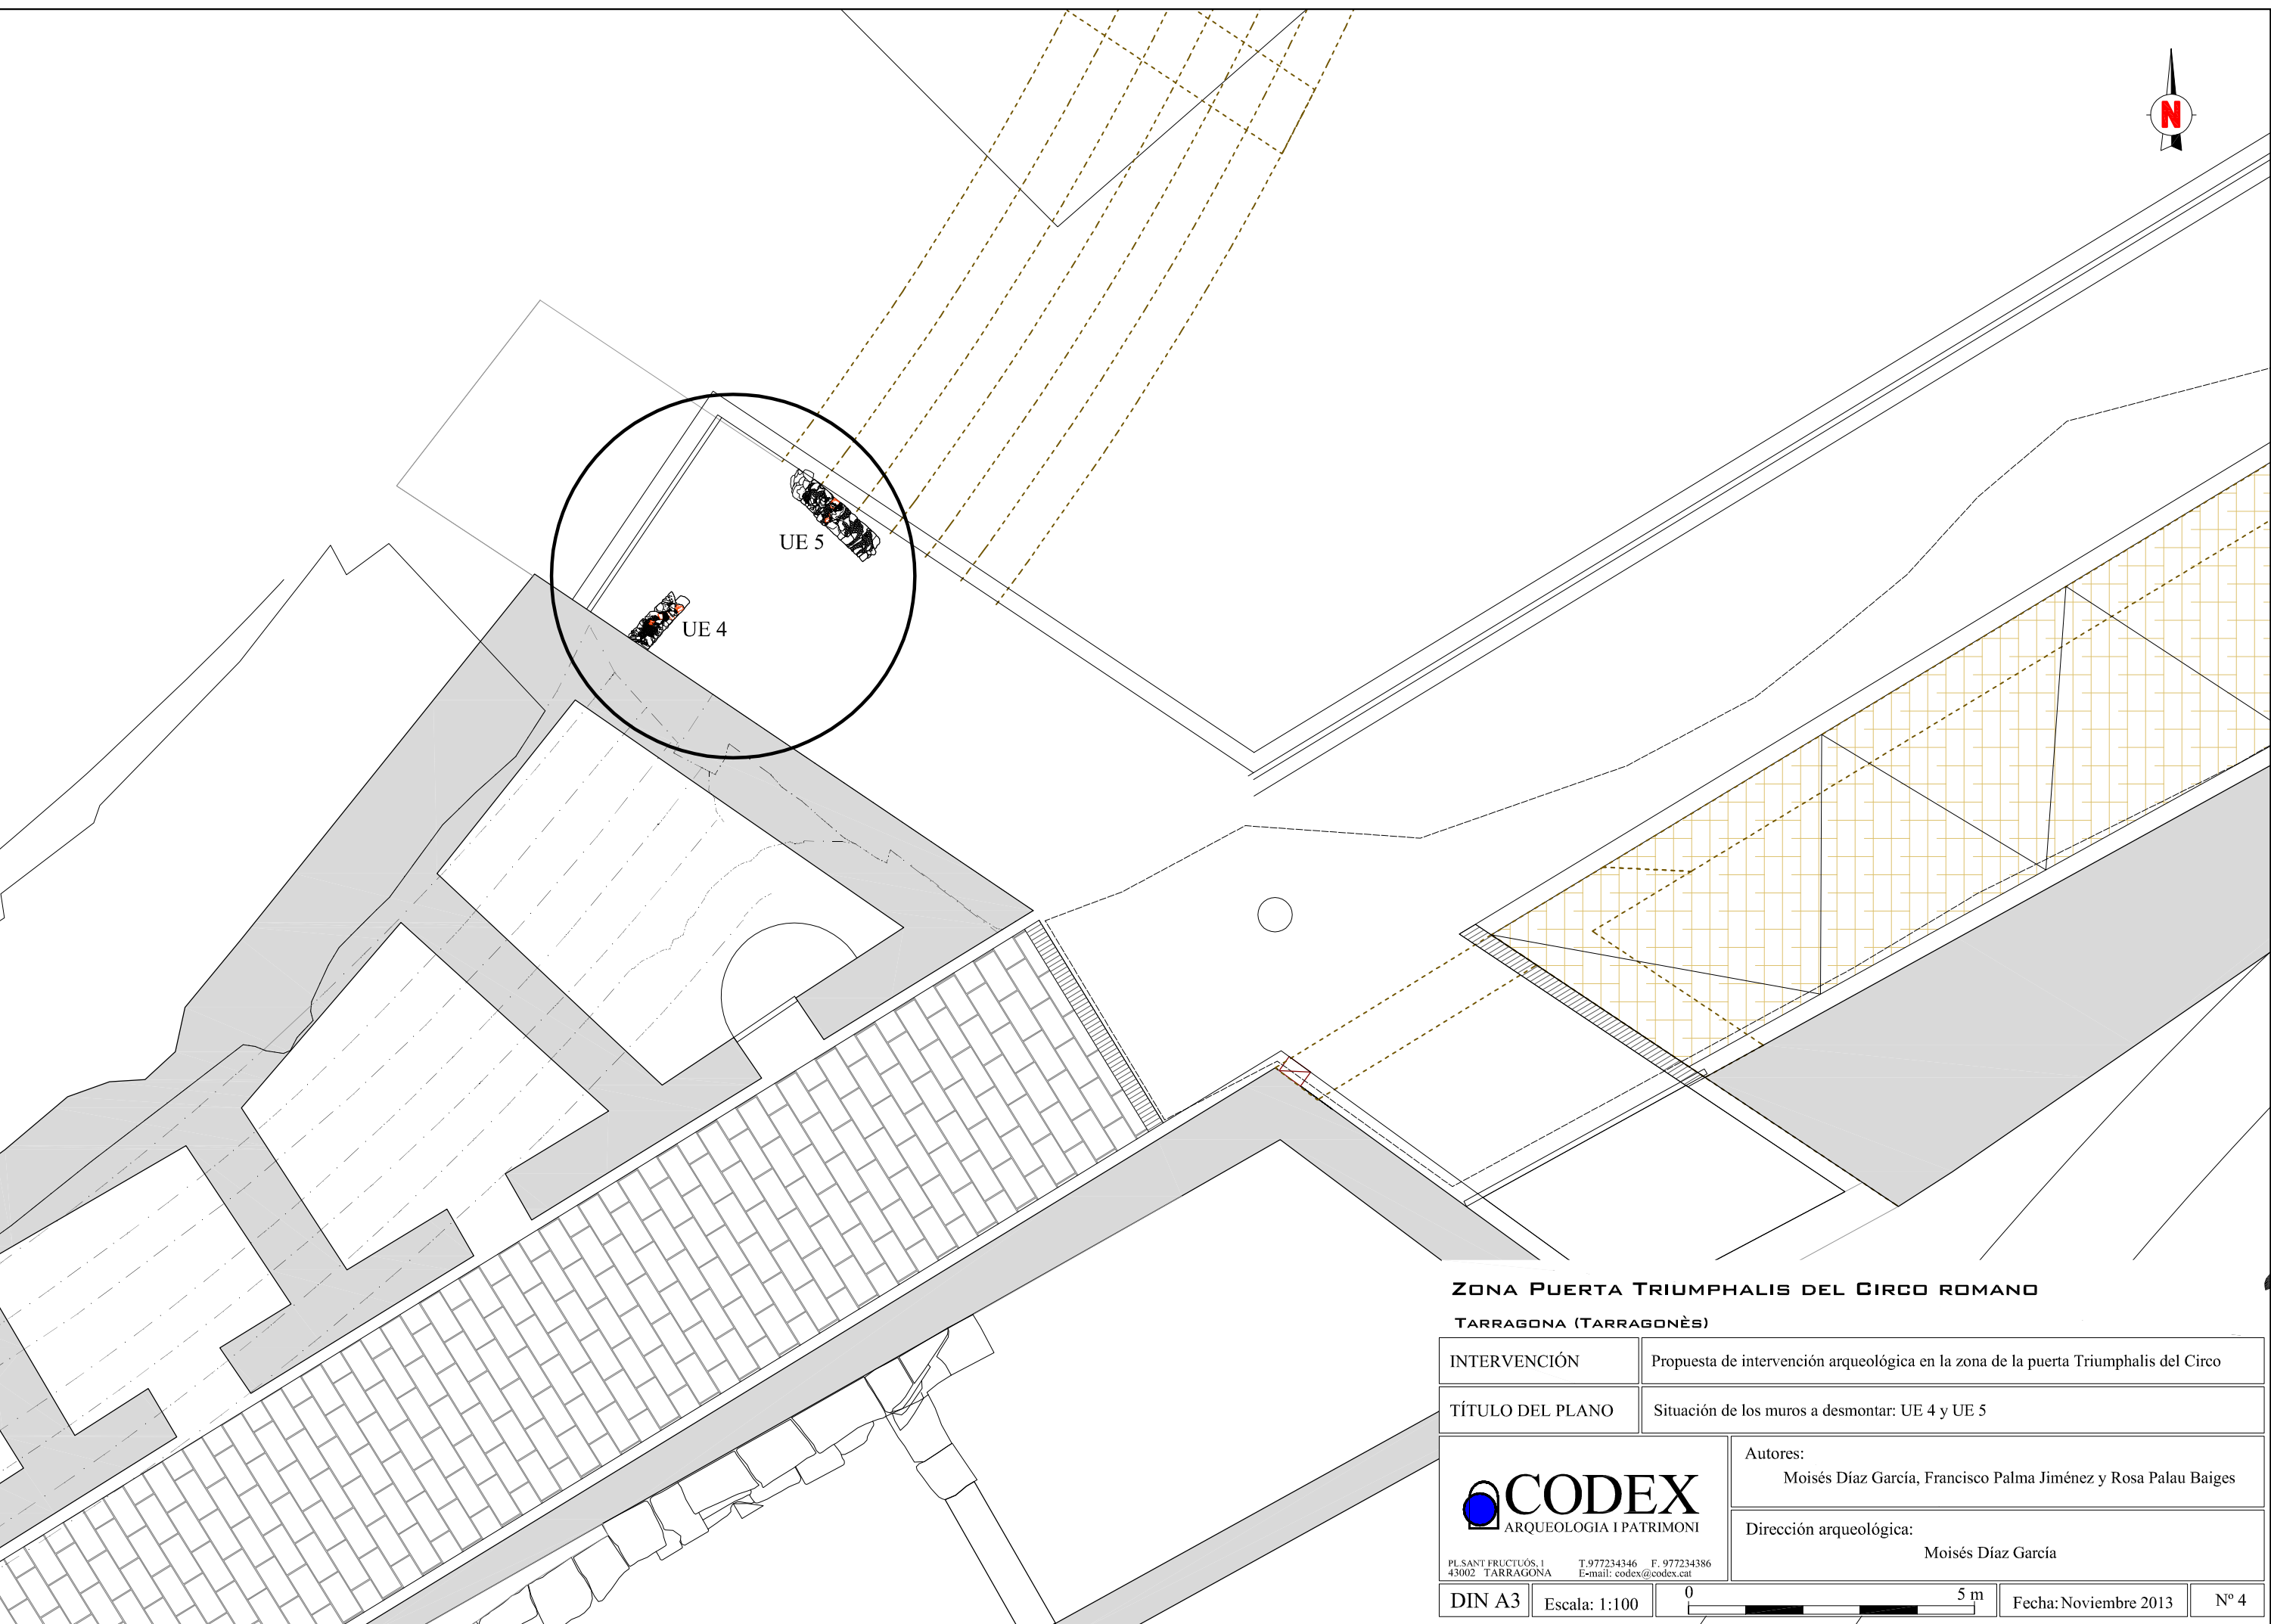 N
UE 5
UE 4
ZONA PUERTA TRIUMPHALIS DEL CIRCO ROMANO
TARRAGONA (TARRAGONÈS)
INTERVENCIÓN
Propuesta de intervención arqueológica en la zona de la puerta Triumphalis del Circo
TÍTULO DEL PLANO
Situación de los muros a desmontar: UE 4 y UE 5
CODEX
ARQUEOLOGIA I PATRIMONI
PL.SANT FRUCTUÓS, 1 T.977234346 F. 977234386
43002 TARRAGONA E-mail: codex@codex.cat
Autores:
Moisés Díaz García, Francisco Palma Jiménez y Rosa Palau Baiges
Dirección arqueológica:
Moisés Díaz García
DIN A3
Escala: 1:100
0 5 m
Fecha: Noviembre 2013
Nº 4